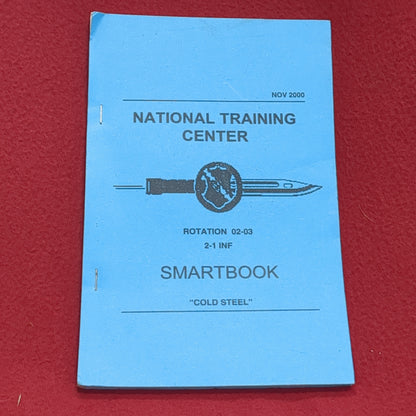 NOV 2000
NATIONAL TRAINING
CENTER
ROTATION 02-03
2-1 INF
SMARTBOOK
"COLD STEEL"